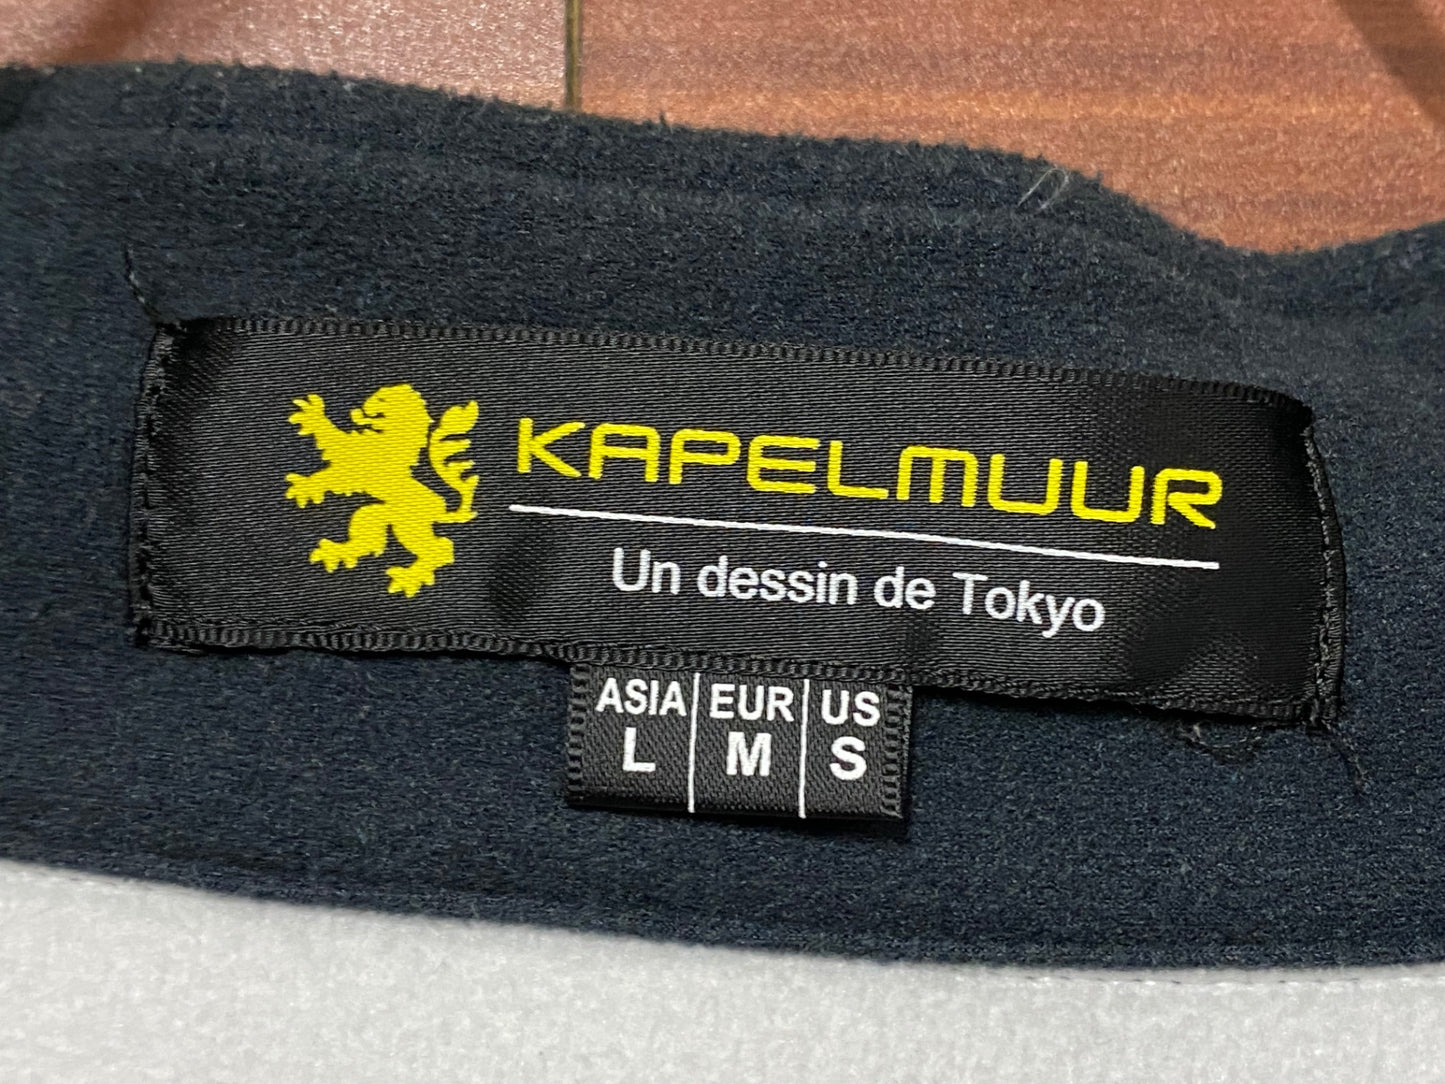 KAPELMUUR
Un dessin de Tokyo
ASIA EUR US
L M S